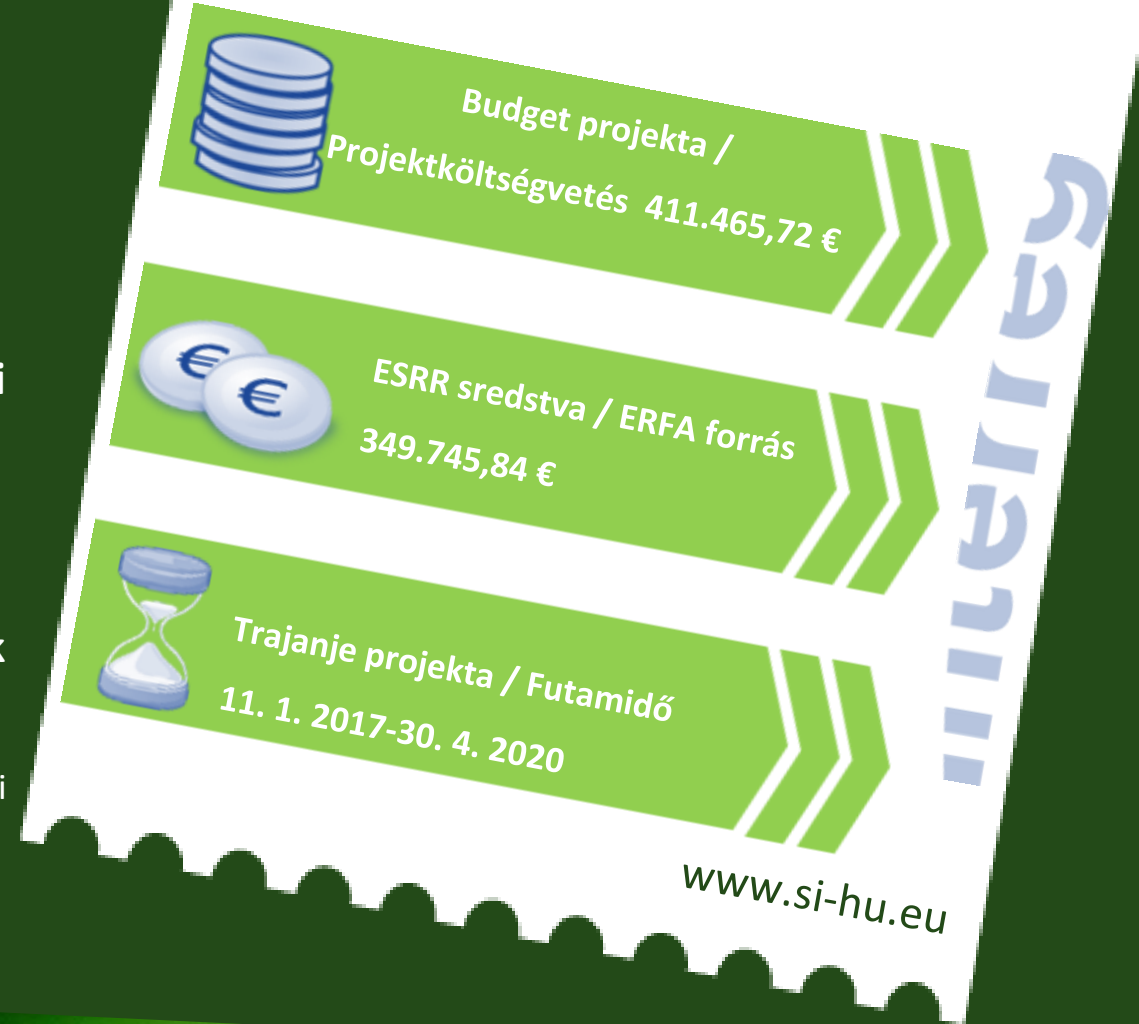 Budget projekta /
Projektköltségvetés 411.465,72 €
ESRR sredstva / ERFA forrás
349.745,84 €
Trajanje projekta / Futamidő
11. 1. 2017-30. 4. 2020
www.si-hu.eu
Interreg